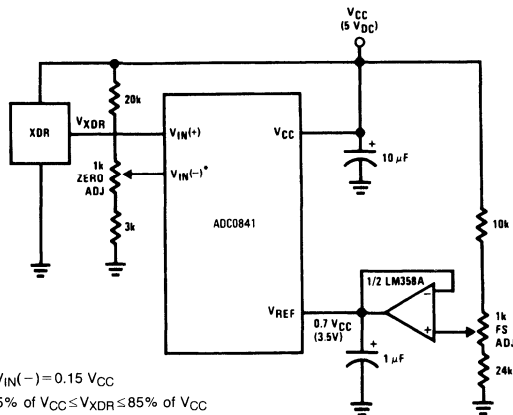 VCC
(5 VDC)
XDR
VXDR
20k
1k
ZERO
ADJ
3k
VIN(+)
VIN(−)*
ADC0841
VCC
VREF
+
10 μF
10k
1/2 LM358A
−
+
0.7 VCC
(3.5V)
+
1 μF
1k
FS
ADJ
24k
VIN(−)=0.15 VCC
5% of VCC≤VXDR≤85% of VCC